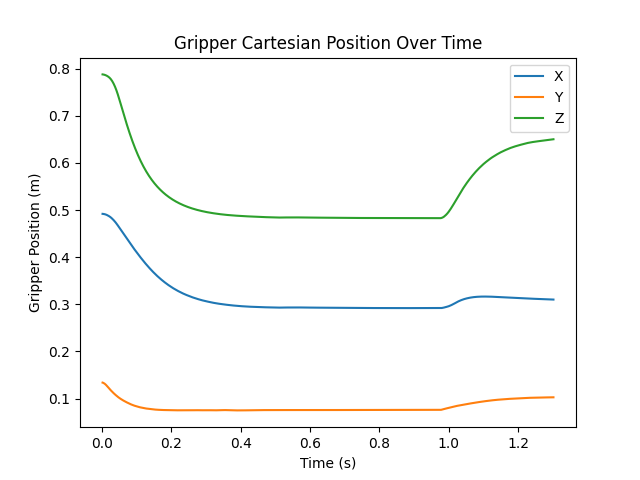 Gripper Cartesian Position Over Time
X
Y
Z
Gripper Position (m)
0.8
0.7
0.6
0.5
0.4
0.3
0.2
0.1
0.0 0.2 0.4 0.6 0.8 1.0 1.2
Time (s)